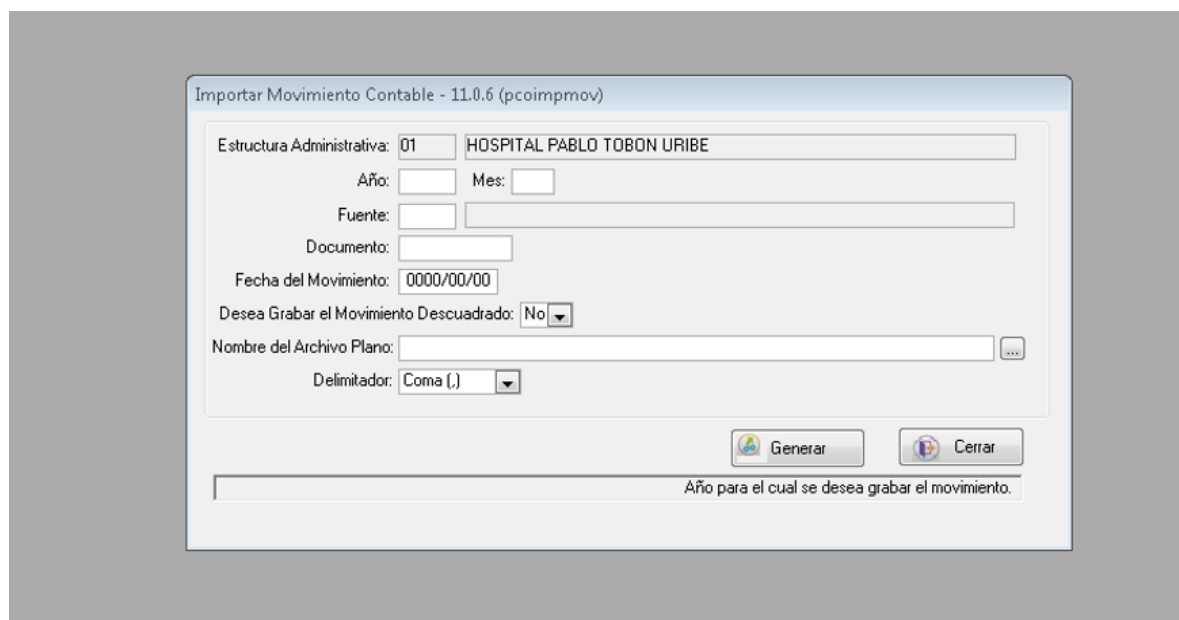 Importar Movimiento Contable - 11.0.6 (pcoimpmov)
Estructura Administrativa: 01 HOSPITAL PABLO TOBON URIBE
Año: Mes:
Fuente:
Documento:
Fecha del Movimiento: 0000/00/00
Desea Grabar el Movimiento Descuadrado: No
Nombre del Archivo Plano: ...
Delimitador: Coma (,)
Generar Cerrar
Año para el cual se desea grabar el movimiento.